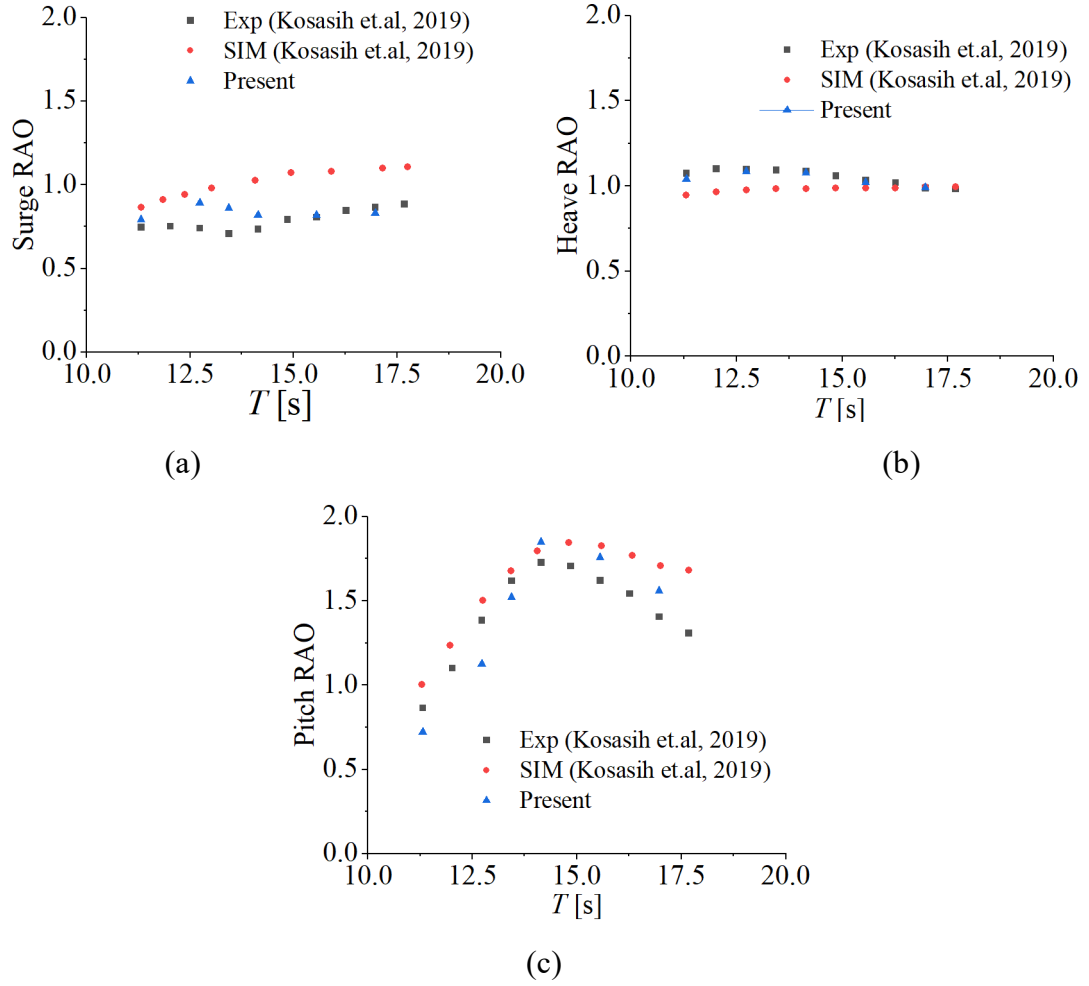 2.0
1.5
1.0
0.5
0.0
Surge RAO
Exp (Kosasih et.al, 2019)
SIM (Kosasih et.al, 2019)
Present
10.0 12.5 15.0 17.5 20.0
T [s]
(a)
2.0
1.5
1.0
0.5
0.0
Heave RAO
Exp (Kosasih et.al, 2019)
SIM (Kosasih et.al, 2019)
Present
10.0 12.5 15.0 17.5 20.0
T [s]
(b)
2.0
1.5
1.0
0.5
0.0
Pitch RAO
Exp (Kosasih et.al, 2019)
SIM (Kosasih et.al, 2019)
Present
10.0 12.5 15.0 17.5 20.0
T [s]
(c)